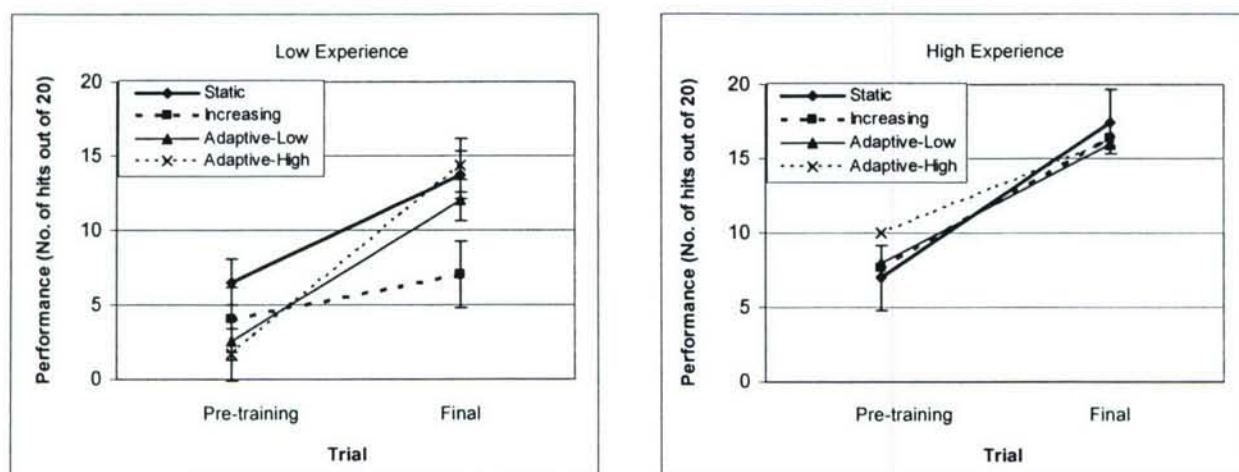 Low Experience
Performance (No. of hits out of 20)
20
15
10
5
0
Static
Increasing
Adaptive-Low
Adaptive-High
Pre-training
Final
Trial
High Experience
Performance (No. of hits out of 20)
20
15
10
5
0
Static
Increasing
Adaptive-Low
Adaptive-High
Pre-training
Final
Trial